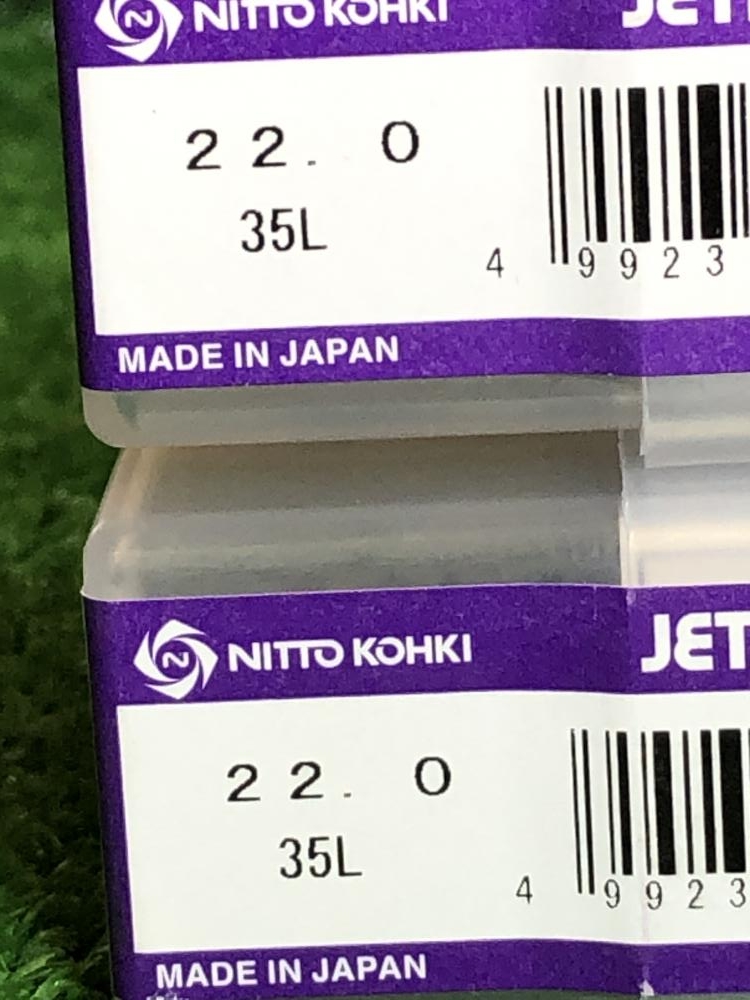 NITTO KOHKI JET
22. 0
35L
4 9923
MADE IN JAPAN
NITTO KOHKI JET
22. 0
35L
4 9923
MADE IN JAPAN